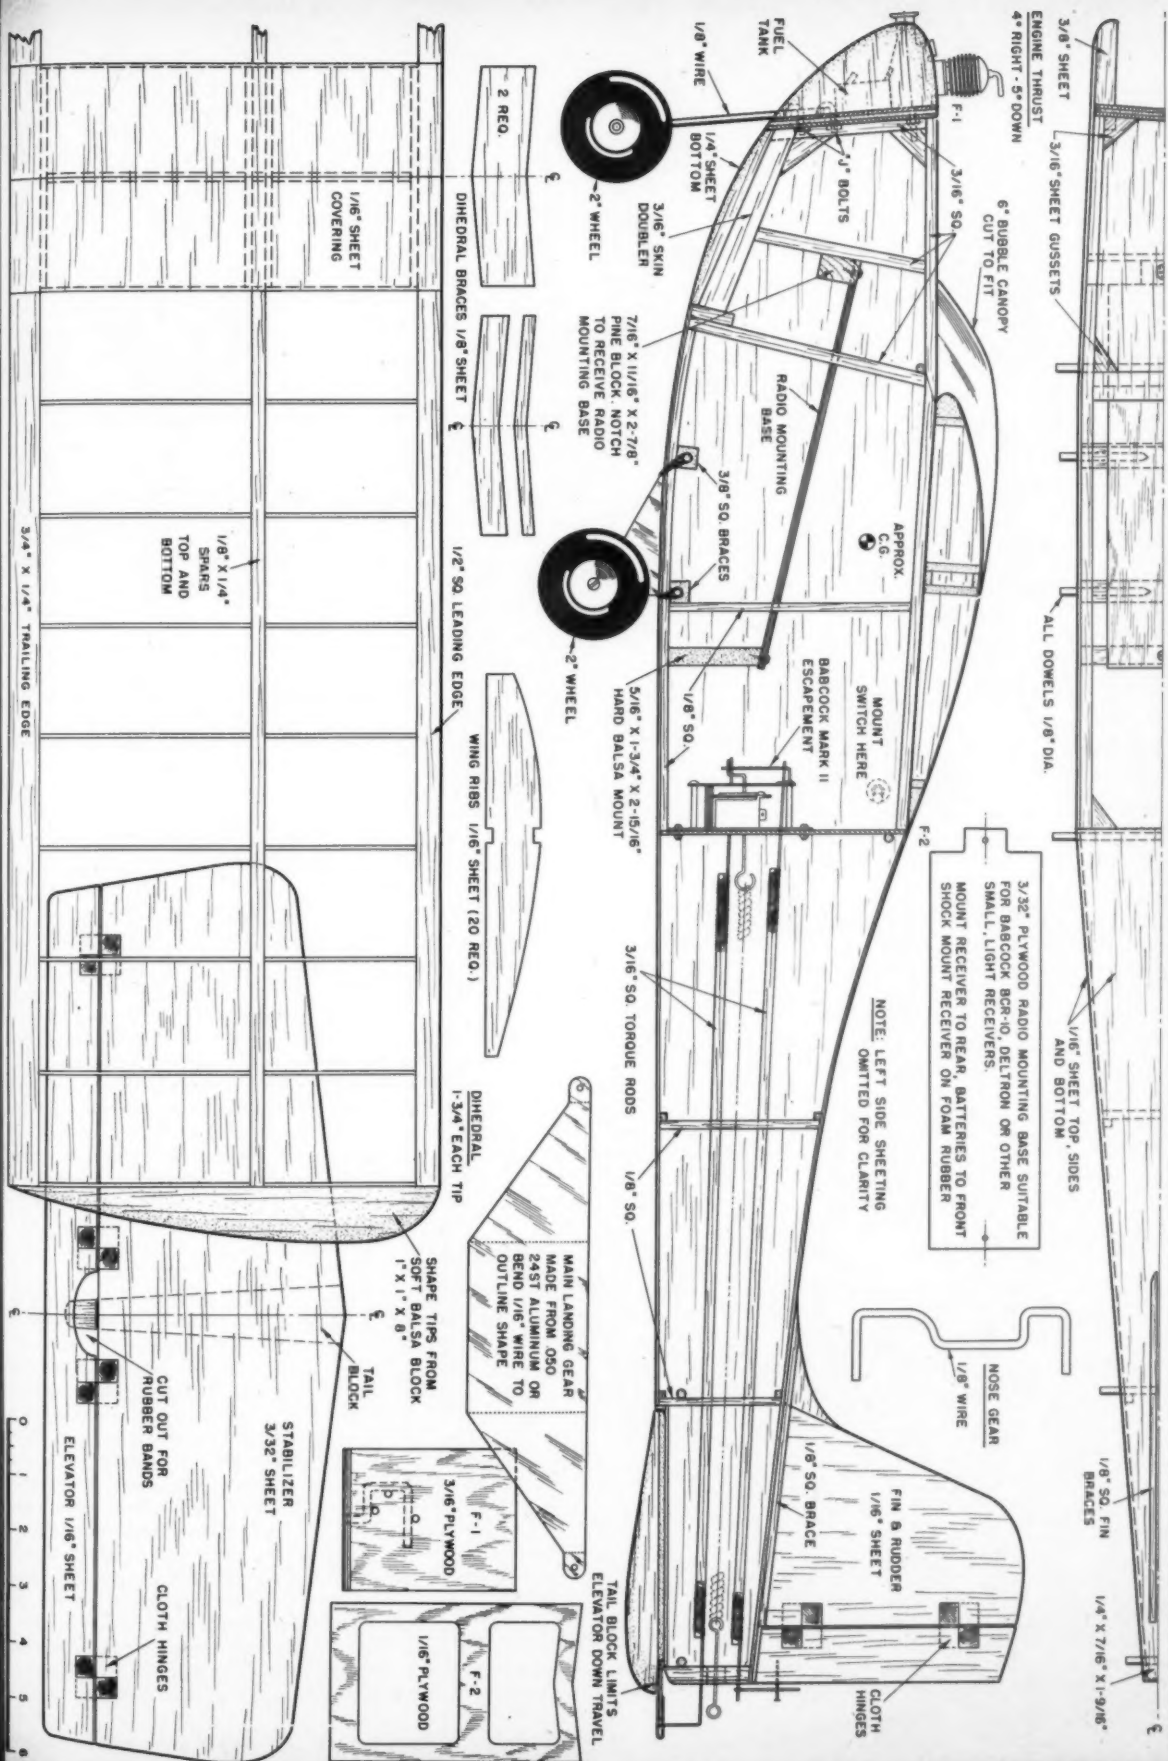 3/8" SHEET
ENGINE THRUST
4° RIGHT - 5° DOWN
3/16" SHEET GUSSETS
ALL DOWELS 1/8" DIA.
1/16" SHEET TOP, SIDES
AND BOTTOM
1/8" SQ. FIN
BRACES
1/4" X 7/16" X 1-9/16"
℄
FUEL
TANK
1/8" WIRE
F-1
"J" BOLTS
3/16" SQ.
6" BUBBLE CANOPY
CUT TO FIT
1/4" SHEET
BOTTOM
2" WHEEL
3/16" SKIN
DOUBLER
7/16" X 11/16" X 2-7/8"
PINE BLOCK. NOTCH
TO RECEIVE RADIO
MOUNTING BASE
RADIO MOUNTING
BASE
3/8" SQ. BRACES
APPROX.
C.G.
2" WHEEL
1/8" SQ.
5/16" X 1-3/4" X 2-15/16"
HARD BALSA MOUNT
BABCOCK MARK II
ESCAPEMENT
MOUNT
SWITCH HERE
F-2
3/32" PLYWOOD RADIO MOUNTING BASE SUITABLE
FOR BABCOCK BCR-10, DELTRON OR OTHER
SMALL, LIGHT RECEIVERS.
MOUNT RECEIVER TO REAR, BATTERIES TO FRONT
SHOCK MOUNT RECEIVER ON FOAM RUBBER
NOTE: LEFT SIDE SHEETING
OMITTED FOR CLARITY
3/16" SQ. TORQUE RODS
1/8" SQ.
NOSE GEAR
1/8" WIRE
1/8" SQ. BRACE
FIN & RUDDER
1/16" SHEET
CLOTH
HINGES
TAIL BLOCK LIMITS
ELEVATOR DOWN TRAVEL
2 REQ.
℄
DIHEDRAL BRACES 1/8" SHEET
℄
℄
WING RIBS 1/16" SHEET (20 REQ.)
DIHEDRAL
1-3/4" EACH TIP
MAIN LANDING GEAR
MADE FROM .050
24ST ALUMINUM OR
BEND 1/16" WIRE TO
OUTLINE SHAPE
F-1
3/16" PLYWOOD
F-2
1/16" PLYWOOD
1/16" SHEET
COVERING
1/2" SQ. LEADING EDGE
1/8" X 1/4"
SPARS
TOP AND
BOTTOM
3/4" X 1/4" TRAILING EDGE
SHAPE TIPS FROM
SOFT BALSA BLOCK
1" X 1" X 8"
℄
TAIL
BLOCK
℄
CUT OUT FOR
RUBBER BANDS
STABILIZER
3/32" SHEET
ELEVATOR 1/16" SHEET
CLOTH HINGES
0 1 2 3 4 5 6